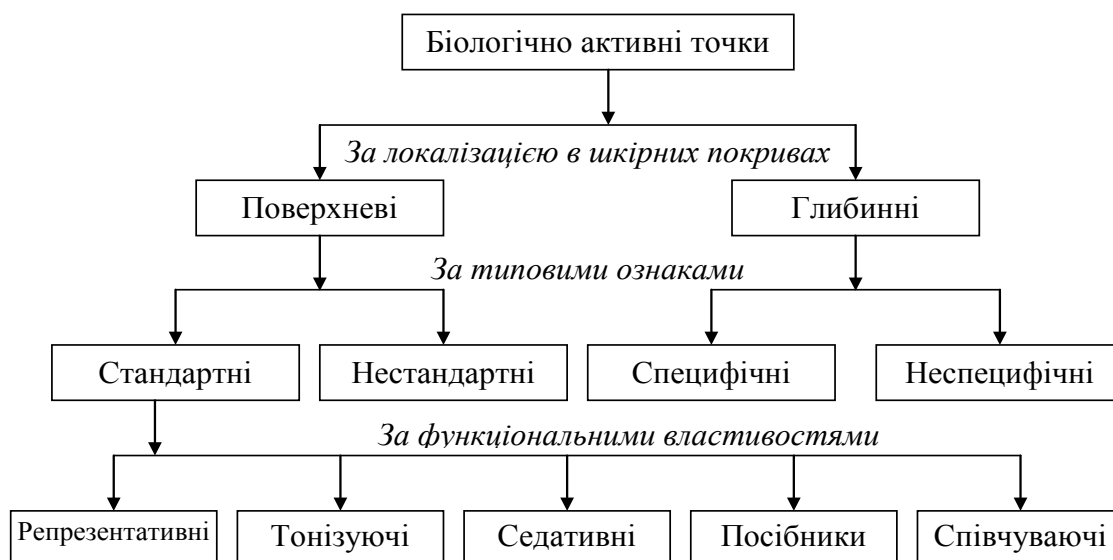 Біологічно активні точки
За локалізацією в шкірних покривах
Поверхневі
Глибинні
За типовими ознаками
Стандартні
Нестандартні
Специфічні
Неспецифічні
За функціональними властивостями
Репрезентативні
Тонізуючі
Седативні
Посібники
Співчуваючі